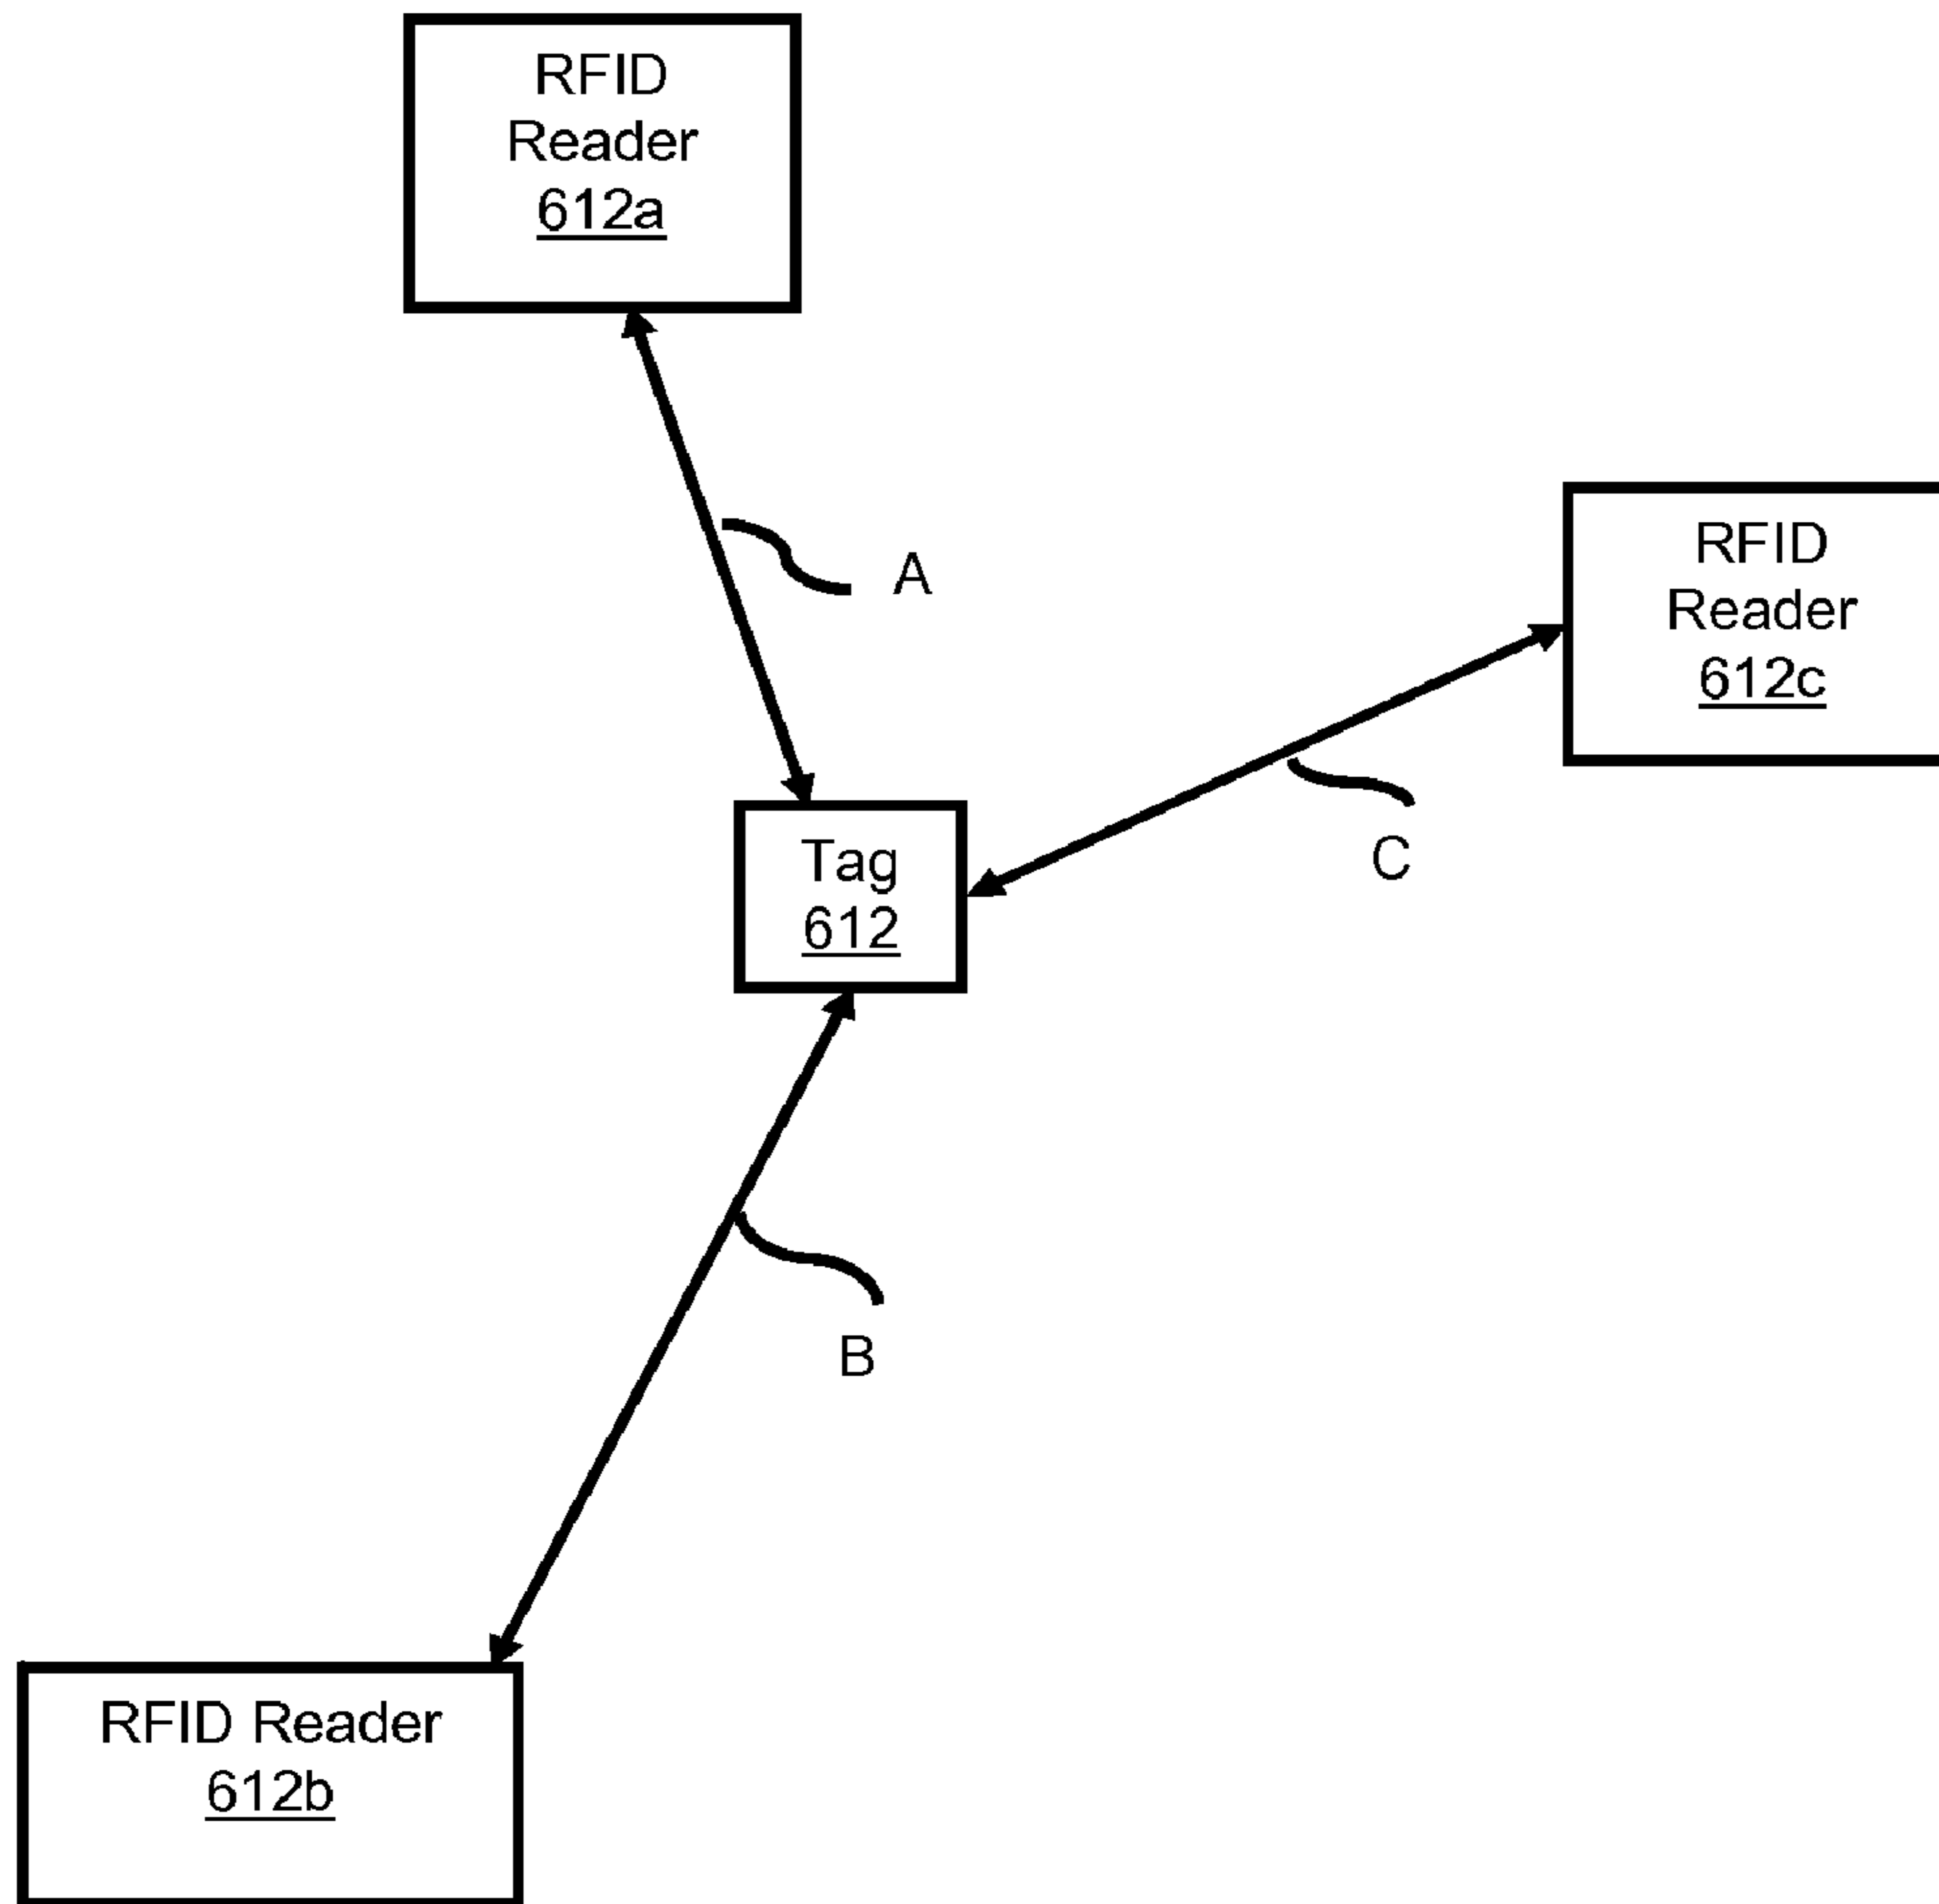 RFID
Reader
612a
A
RFID
Reader
612c
C
Tag
612
B
RFID Reader
612b